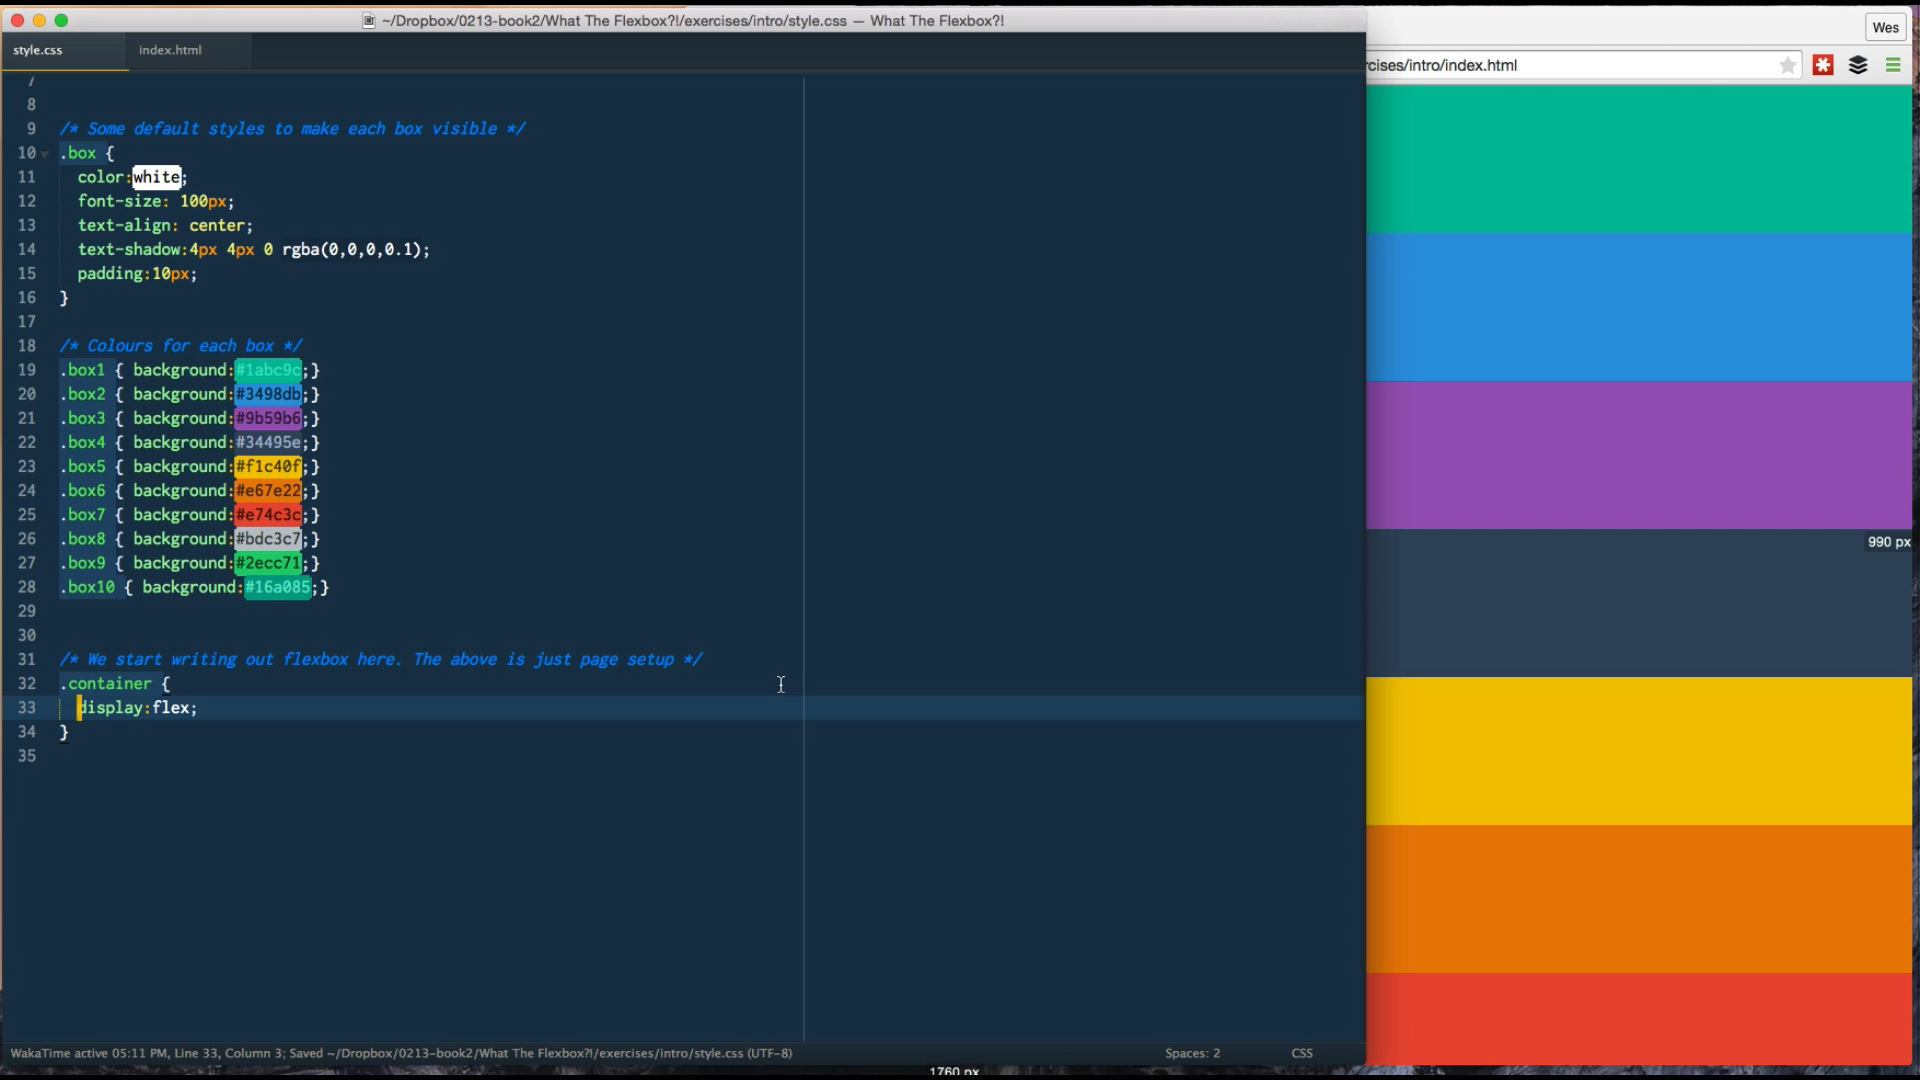 ~/Dropbox/0213-book2/What The Flexbox?!/exercises/intro/style.css — What The Flexbox?!
Wes
style.css
index.html
rcises/intro/index.html
7
8
9 /* Some default styles to make each box visible */
10 .box {
11 color:white;
12 font-size: 100px;
13 text-align: center;
14 text-shadow:4px 4px 0 rgba(0,0,0,0.1);
15 padding:10px;
16 }
17
18 /* Colours for each box */
19 .box1 { background:#1abc9c;}
20 .box2 { background:#3498db;}
21 .box3 { background:#9b59b6;}
22 .box4 { background:#34495e;}
23 .box5 { background:#f1c40f;}
24 .box6 { background:#e67e22;}
25 .box7 { background:#e74c3c;}
26 .box8 { background:#bdc3c7;}
27 .box9 { background:#2ecc71;}
28 .box10 { background:#16a085;}
29
30
31 /* We start writing out flexbox here. The above is just page setup */
32 .container {
33 display:flex;
34 }
35
990 px
WakaTime active 05:11 PM, Line 33, Column 3; Saved ~/Dropbox/0213-book2/What The Flexbox?!/exercises/intro/style.css (UTF-8)
Spaces: 2
CSS
1760 px